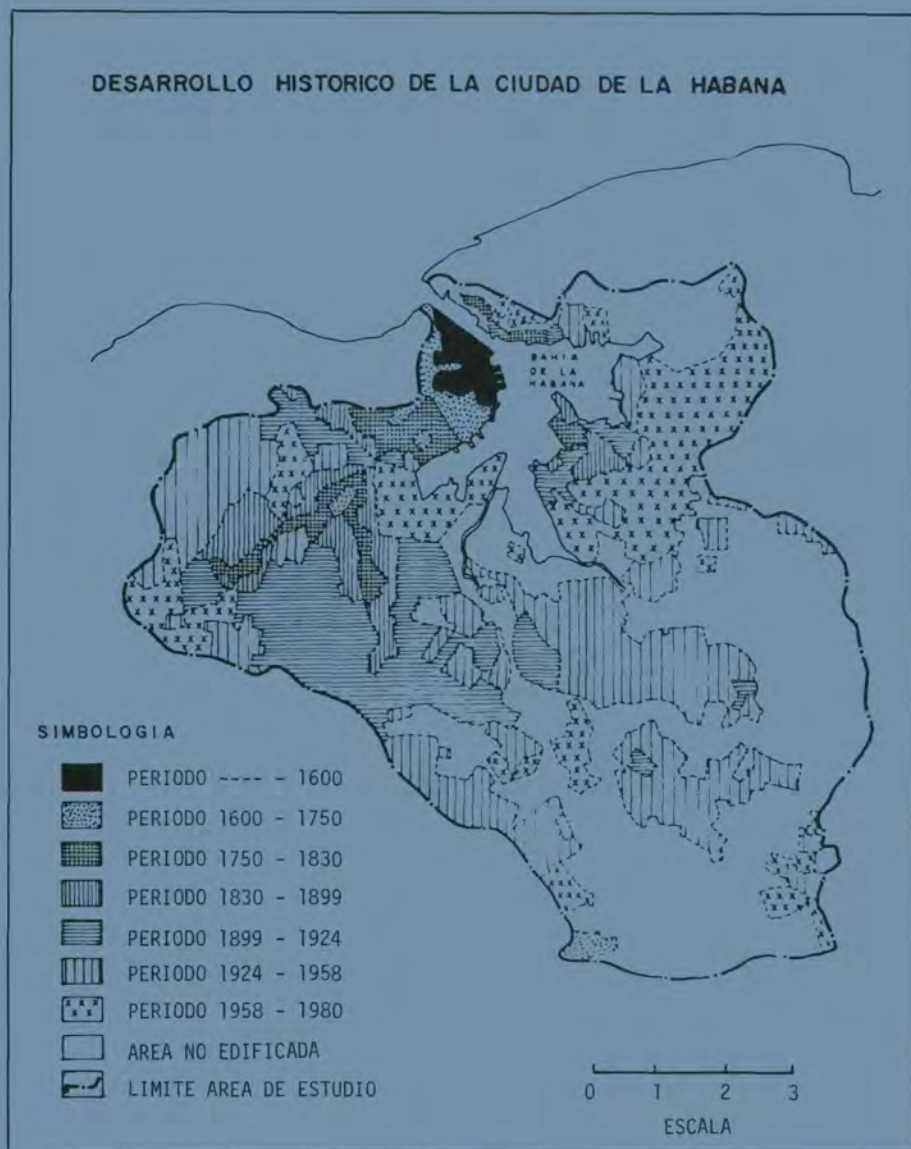 DESARROLLO HISTORICO DE LA CIUDAD DE LA HABANA
BAHIA
DE LA
HABANA
SIMBOLOGIA
PERIODO ---- - 1600
PERIODO 1600 - 1750
PERIODO 1750 - 1830
PERIODO 1830 - 1899
PERIODO 1899 - 1924
PERIODO 1924 - 1958
PERIODO 1958 - 1980
AREA NO EDIFICADA
LIMITE AREA DE ESTUDIO
0 1 2 3
ESCALA